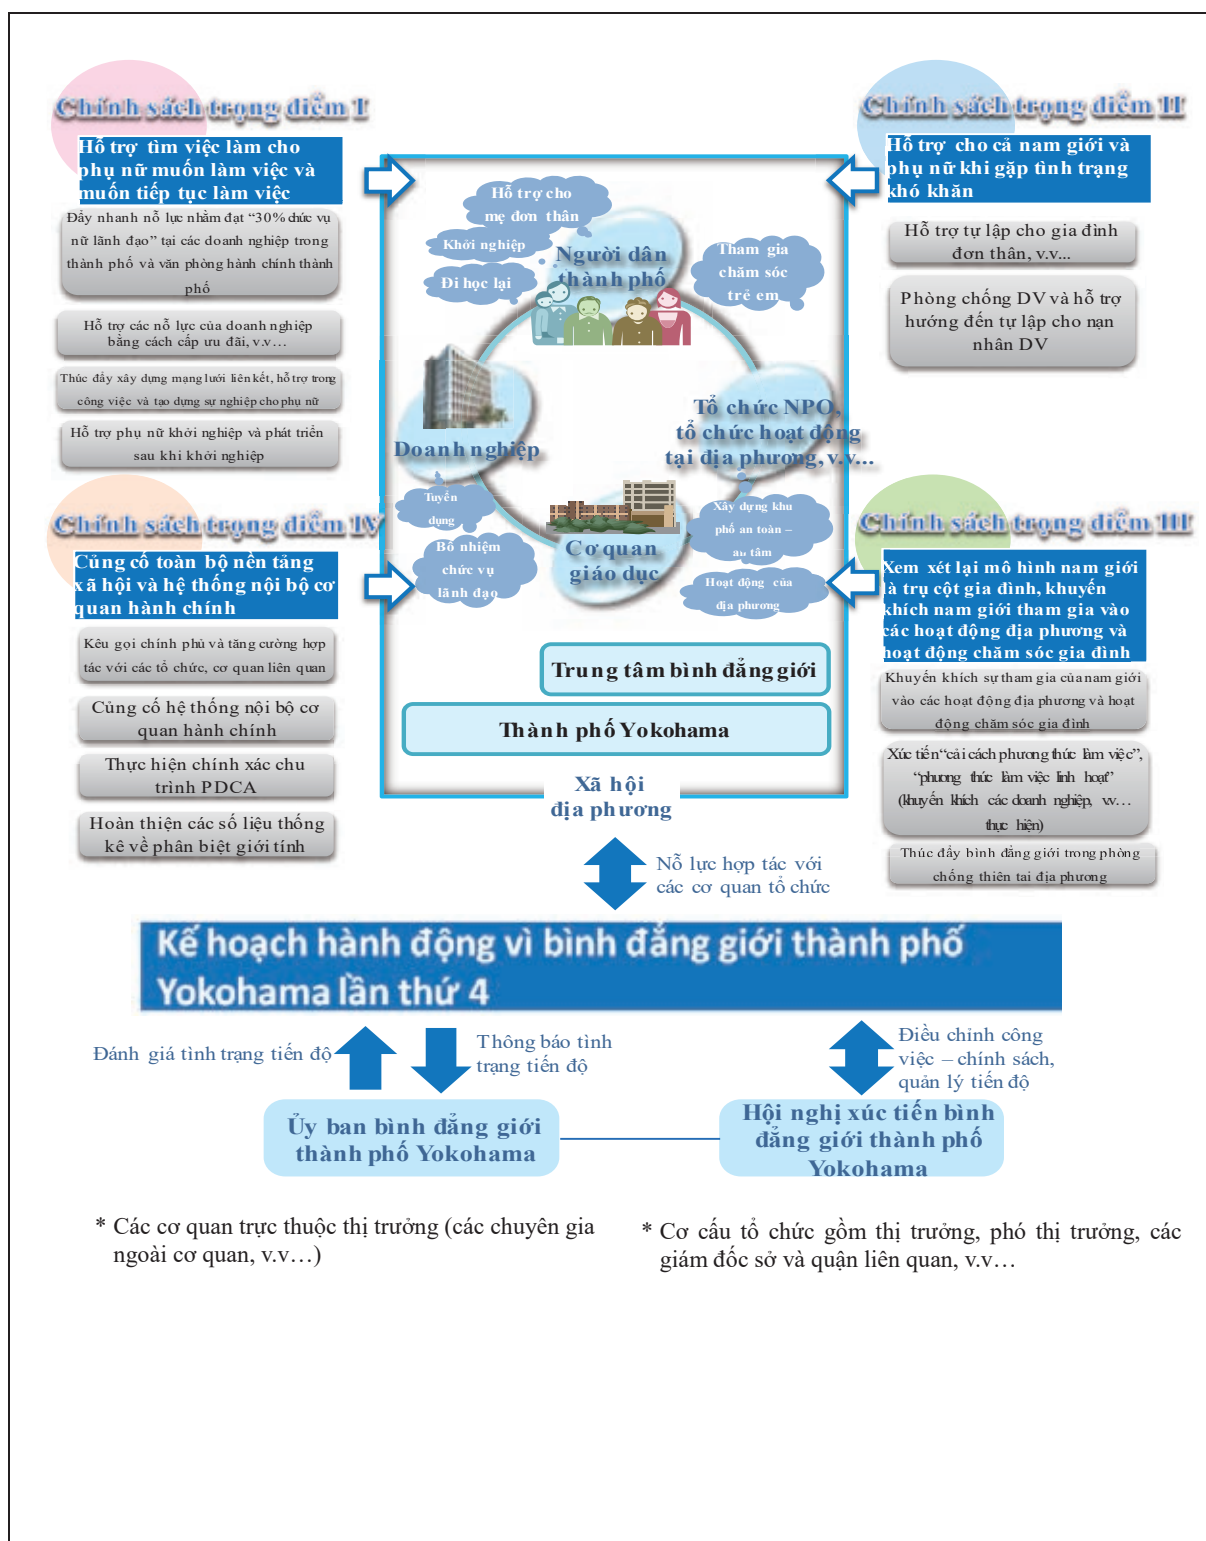 Chính sách trọng điểm I
Hỗ trợ tìm việc làm cho
phụ nữ muốn làm việc và
muốn tiếp tục làm việc
Đẩy nhanh nỗ lực nhằm đạt “30% chức vụ
nữ lãnh đạo” tại các doanh nghiệp trong
thành phố và văn phòng hành chính thành
phố
Hỗ trợ các nỗ lực của doanh nghiệp
bằng cách cấp ưu đãi, v.v…
Thúc đẩy xây dựng mạng lưới liên kết, hỗ trợ trong
công việc và tạo dựng sự nghiệp cho phụ nữ
Hỗ trợ phụ nữ khởi nghiệp và phát triển
sau khi khởi nghiệp
Chính sách trọng điểm II
Hỗ trợ cho cả nam giới và
phụ nữ khi gặp tình trạng
khó khăn
Hỗ trợ tự lập cho gia đình
đơn thân, v.v...
Phòng chống DV và hỗ trợ
hướng đến tự lập cho nạn
nhân DV
Hỗ trợ cho
mẹ đơn thân
Khởi nghiệp
Đi học lại
Người dân
thành phố
Tham gia
chăm sóc
trẻ em
Doanh nghiệp
Tổ chức NPO,
tổ chức hoạt động
tại địa phương, v.v...
Tuyển
dụng
Bổ nhiệm
chức vụ
lãnh đạo
Cơ quan
giáo dục
Xây dựng khu
phố an toàn –
an tâm
Hoạt động của
địa phương
Trung tâm bình đẳng giới
Thành phố Yokohama
Xã hội
địa phương
Chính sách trọng điểm IV
Củng cố toàn bộ nền tảng
xã hội và hệ thống nội bộ cơ
quan hành chính
Kêu gọi chính phủ và tăng cường hợp
tác với các tổ chức, cơ quan liên quan
Củng cố hệ thống nội bộ cơ
quan hành chính
Thực hiện chính xác chu
trình PDCA
Hoàn thiện các số liệu thống
kê về phân biệt giới tính
Chính sách trọng điểm III
Xem xét lại mô hình nam giới
là trụ cột gia đình, khuyến
khích nam giới tham gia vào
các hoạt động địa phương và
hoạt động chăm sóc gia đình
Khuyến khích sự tham gia của nam giới
vào các hoạt động địa phương và hoạt
động chăm sóc gia đình
Xúc tiến “cải cách phương thức làm việc”,
“phương thức làm việc linh hoạt”
(khuyến khích các doanh nghiệp, v.v…
thực hiện)
Thúc đẩy bình đẳng giới trong phòng
chống thiên tai địa phương
Nỗ lực hợp tác với
các cơ quan tổ chức
Kế hoạch hành động vì bình đẳng giới thành phố
Yokohama lần thứ 4
Đánh giá tình trạng tiến độ
Thông báo tình
trạng tiến độ
Điều chỉnh công
việc – chính sách,
quản lý tiến độ
Ủy ban bình đẳng giới
thành phố Yokohama
Hội nghị xúc tiến bình
đẳng giới thành phố
Yokohama
* Các cơ quan trực thuộc thị trưởng (các chuyên gia
ngoài cơ quan, v.v…)
* Cơ cấu tổ chức gồm thị trưởng, phó thị trưởng, các
giám đốc sở và quận liên quan, v.v…